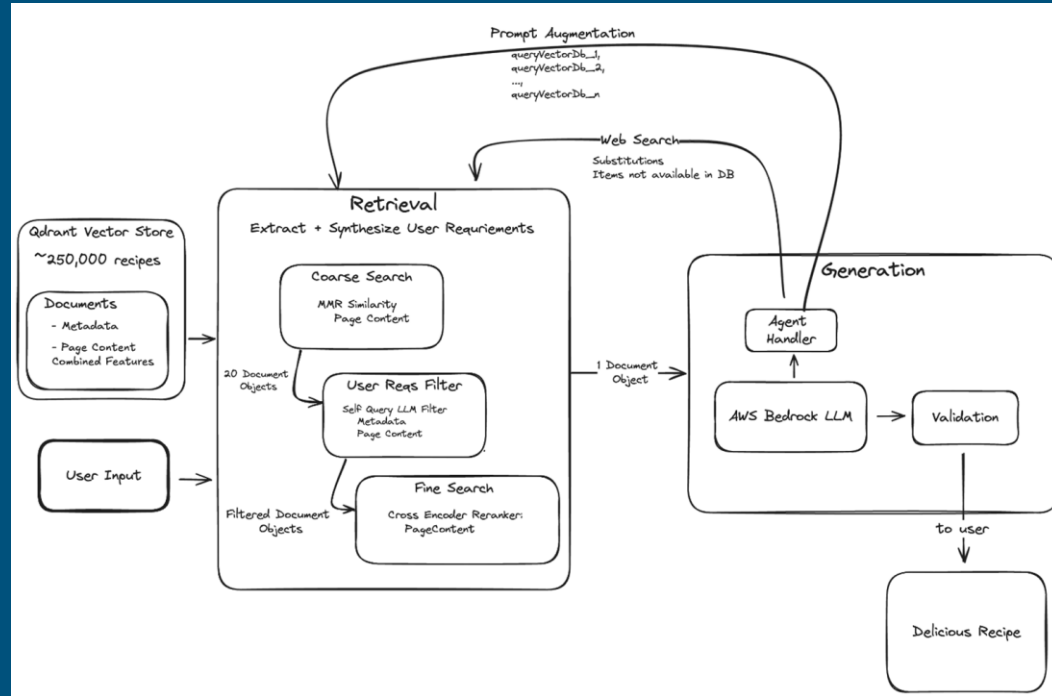 Prompt Augmentation
queryVectorDb_1,
queryVectorDb_2,
...,
queryVectorDb_n
Web Search
Substitutions
Items not available in DB
Qdrant Vector Store
~250,000 recipes
Documents
- Metadata
- Page Content
Combined Features
User Input
Retrieval
Extract + Synthesize User Requriements
Coarse Search
MMR Similarity
Page Content
20 Document
Objects
User Reqs Filter
Self Query LLM Filter
Metadata
Page Content
Filtered Document
Objects
Fine Search
Cross Encoder Reranker:
PageContent
1 Document
Object
Generation
Agent
Handler
AWS Bedrock LLM
Validation
to user
Delicious Recipe